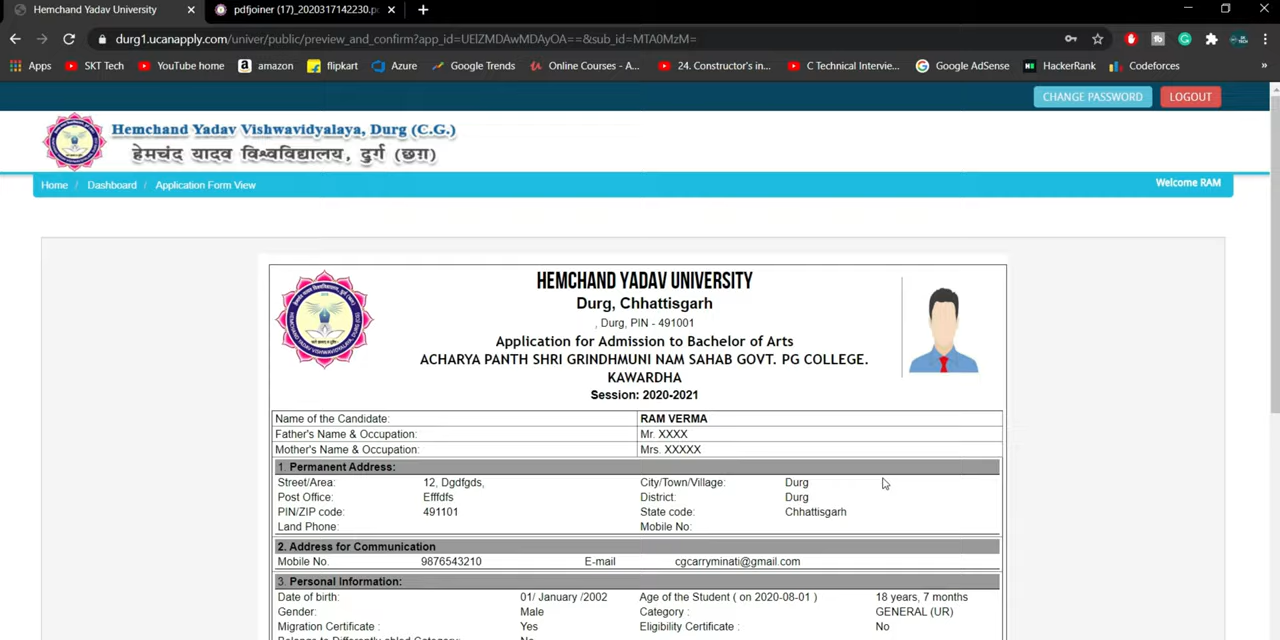 Hemchand Yadav University
pdfjoiner (17)_2020317142230.p
durg1.ucanapply.com/univer/public/preview_and_confirm?app_id=UElZMDAwMDAyOA==&sub_id=MTA0MzM=
Apps SKT Tech YouTube home amazon flipkart Azure Google Trends Online Courses - A... 24. Constructor's in... C Technical Intervie... Google AdSense HackerRank Codeforces »
CHANGE PASSWORD LOGOUT
Hemchand Yadav Vishwavidyalaya, Durg (C.G.)
हेमचंद यादव विश्वविद्यालय, दुर्ग (छग़)
Home / Dashboard / Application Form View
Welcome RAM
HEMCHAND YADAV UNIVERSITY
Durg, Chhattisgarh
, Durg, PIN - 491001
Application for Admission to Bachelor of Arts
ACHARYA PANTH SHRI GRINDHMUNI NAM SAHAB GOVT. PG COLLEGE.
KAWARDHA
Session: 2020-2021
Name of the Candidate: RAM VERMA
Father's Name & Occupation: Mr. XXXX
Mother's Name & Occupation: Mrs. XXXXX
1. Permanent Address:
Street/Area: 12, Dgdfgds, City/Town/Village: Durg
Post Office: Efffdfs District: Durg
PIN/ZIP code: 491101 State code: Chhattisgarh
Land Phone: Mobile No:
2. Address for Communication
Mobile No. 9876543210 E-mail cgcarryminati@gmail.com
3. Personal Information:
Date of birth: 01/ January /2002 Age of the Student ( on 2020-08-01 ) 18 years, 7 months
Gender: Male Category : GENERAL (UR)
Migration Certificate : Yes Eligibility Certificate : No